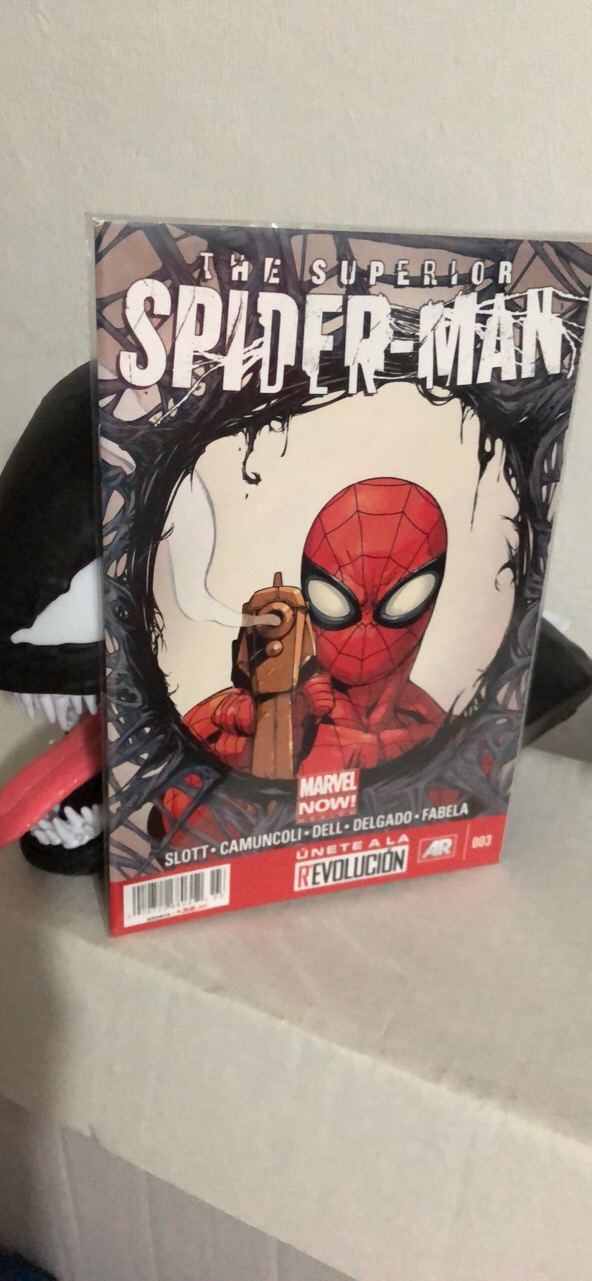 THE SUPERIOR
SPIDER-MAN
MARVEL
NOW!
SLOTT • CAMUNCOLI • DELL • DELGADO • FABELA
ÚNETE A LA
REVOLUCIÓN
AR
003